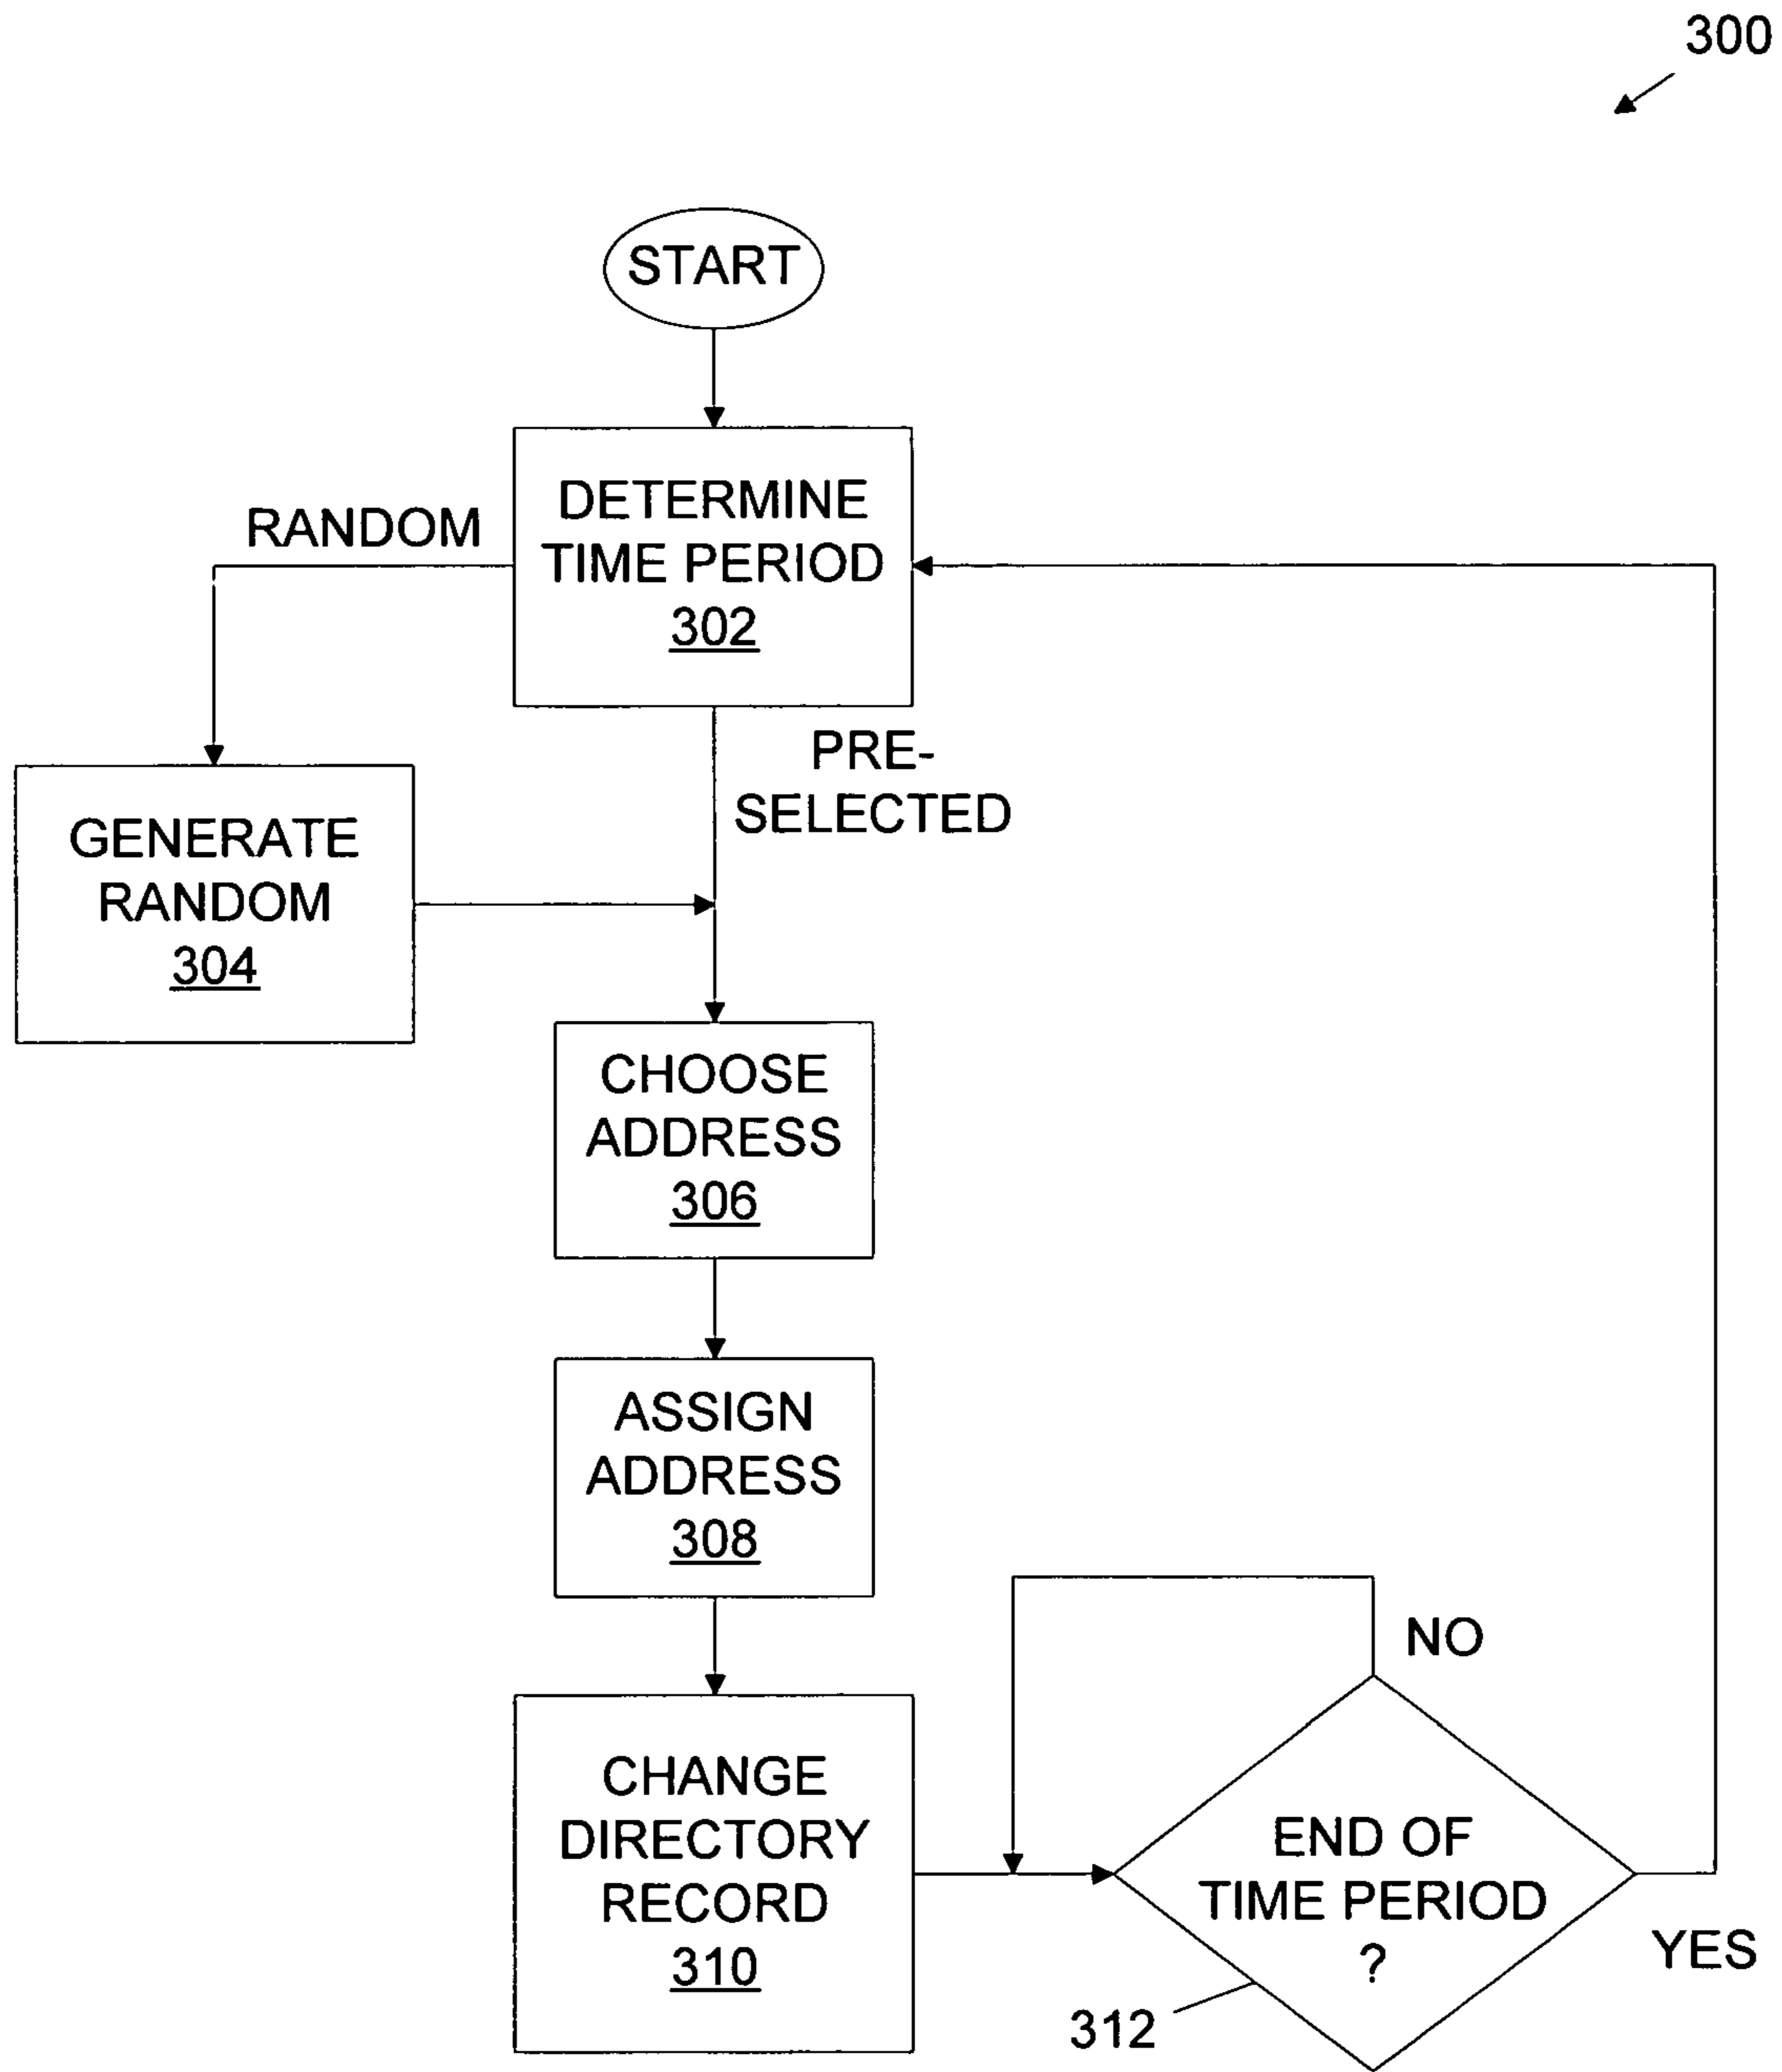 300
START
DETERMINE
TIME PERIOD
302
RANDOM
PRE-
SELECTED
GENERATE
RANDOM
304
CHOOSE
ADDRESS
306
ASSIGN
ADDRESS
308
CHANGE
DIRECTORY
RECORD
310
NO
END OF
TIME PERIOD
?
YES
312